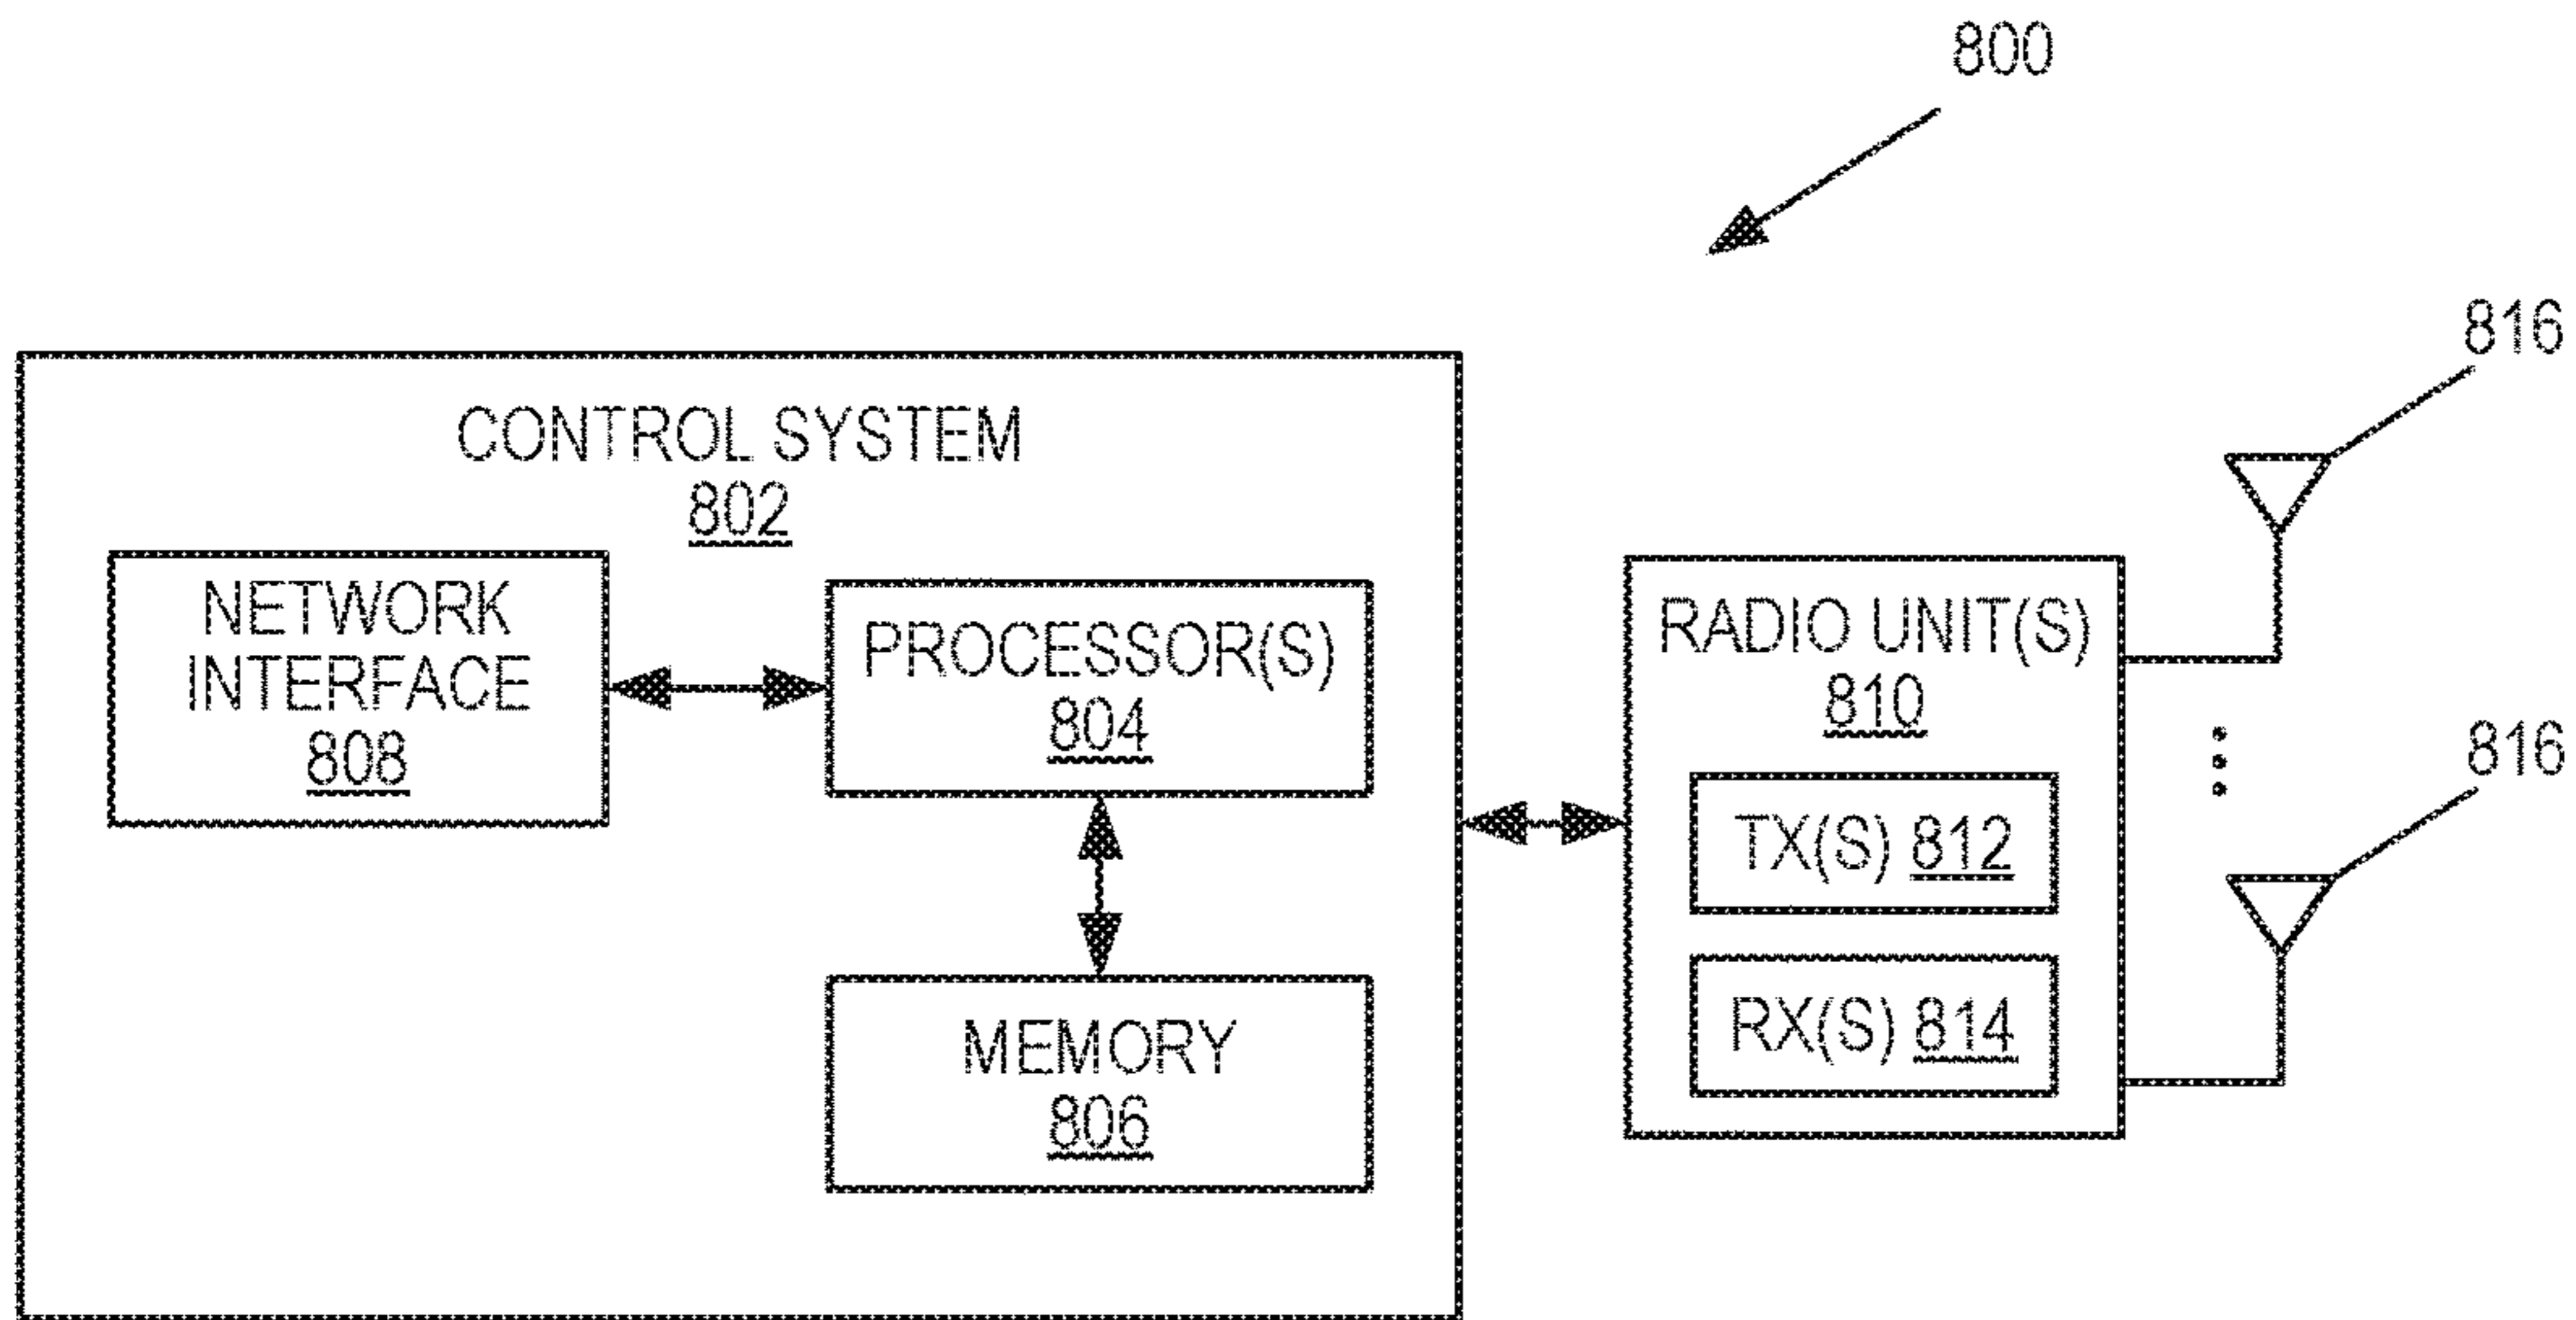 800
816
CONTROL SYSTEM
802
NETWORK
INTERFACE
808
PROCESSOR(S)
804
MEMORY
806
RADIO UNIT(S)
810
TX(S) 812
RX(S) 814
816